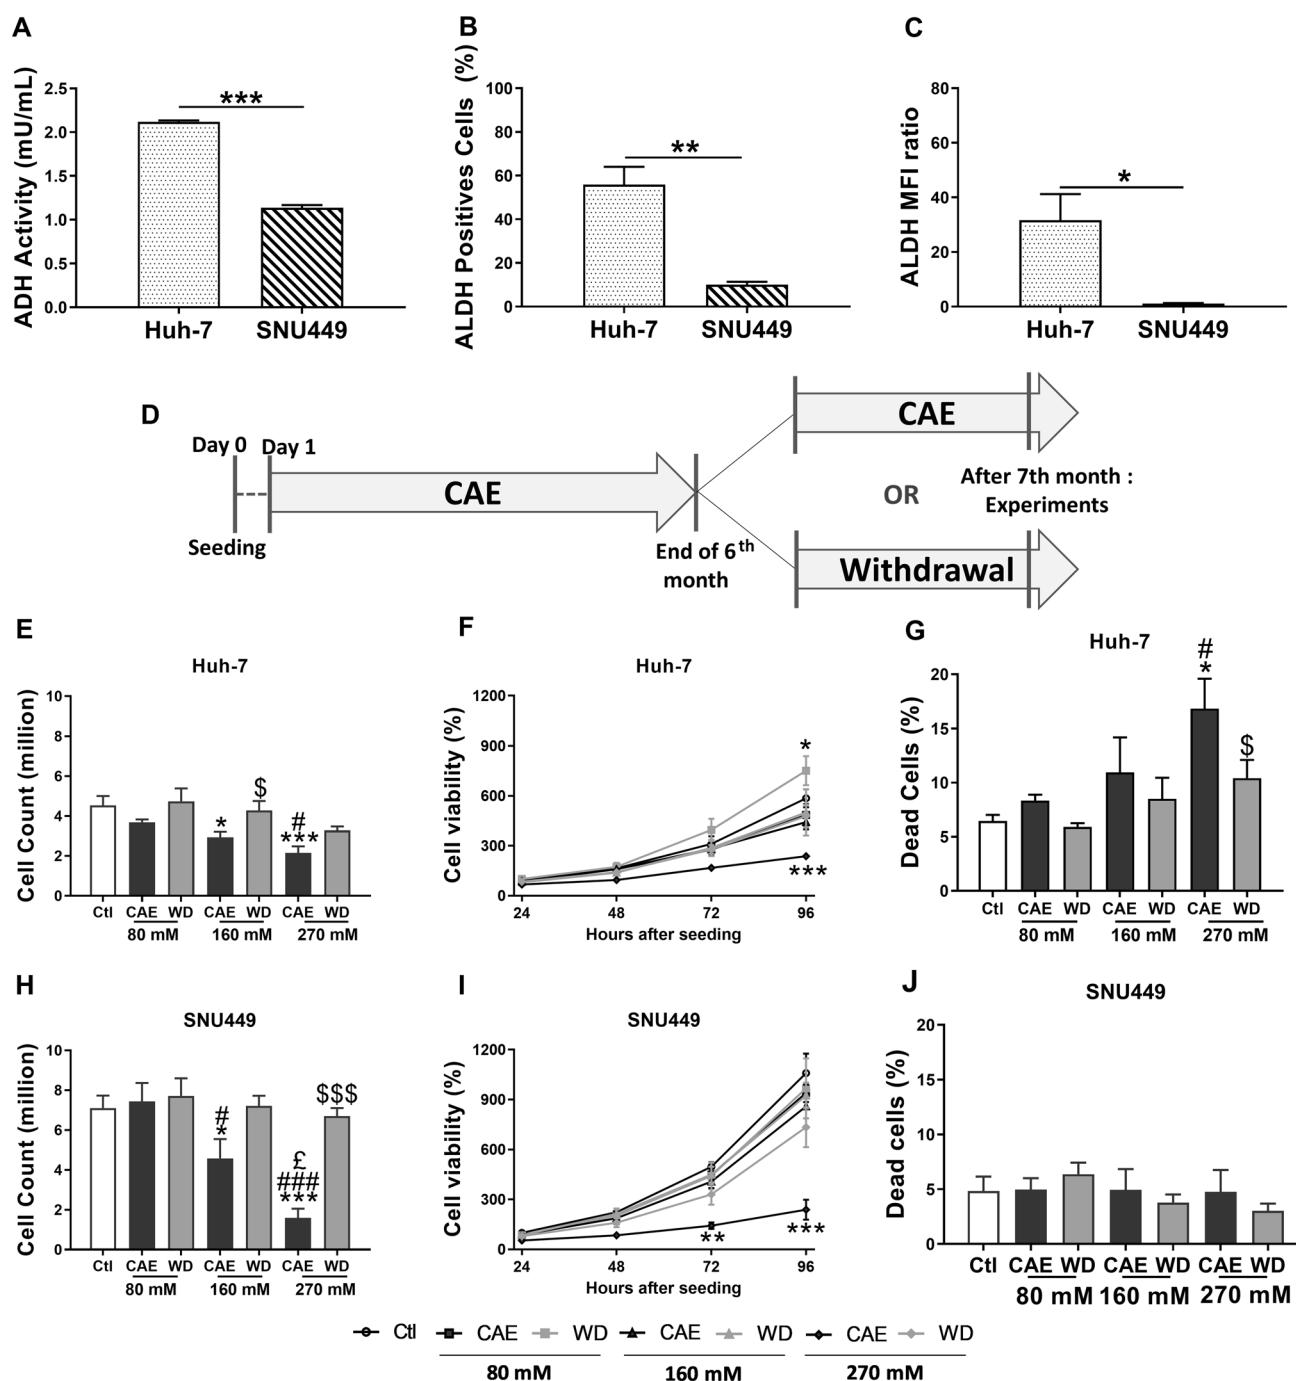 A
ADH Activity (mU/mL)
2.5
2.0
1.5
1.0
0.5
0.0
***
Huh-7 SNU449
B
ALDH Positives Cells (%)
100
80
60
40
20
0
**
Huh-7 SNU449
C
ALDH MFI ratio
80
60
40
20
0
*
Huh-7 SNU449
D
Day 0 Day 1
Seeding
CAE
End of 6th
month
CAE
OR
After 7th month :
Experiments
Withdrawal
E
Huh-7
Cell Count (million)
10
8
6
4
2
0
*
$
#
***
Ctl CAE WD CAE WD CAE WD
80 mM 160 mM 270 mM
F
Huh-7
Cell viability (%)
1200
900
600
300
0
*
***
24 48 72 96
Hours after seeding
G
Huh-7
Dead Cells (%)
20
15
10
5
0
#
*
$
Ctl CAE WD CAE WD CAE WD
80 mM 160 mM 270 mM
H
SNU449
Cell Count (million)
10
8
6
4
2
0
#
*
£
###
***
$$$
Ctl CAE WD CAE WD CAE WD
80 mM 160 mM 270 mM
I
SNU449
Cell viability (%)
1200
900
600
300
0
**
***
24 48 72 96
Hours after seeding
J
SNU449
Dead cells (%)
20
15
10
5
0
Ctl CAE WD CAE WD CAE WD
80 mM 160 mM 270 mM
Ctl CAE WD CAE WD CAE WD
80 mM 160 mM 270 mM